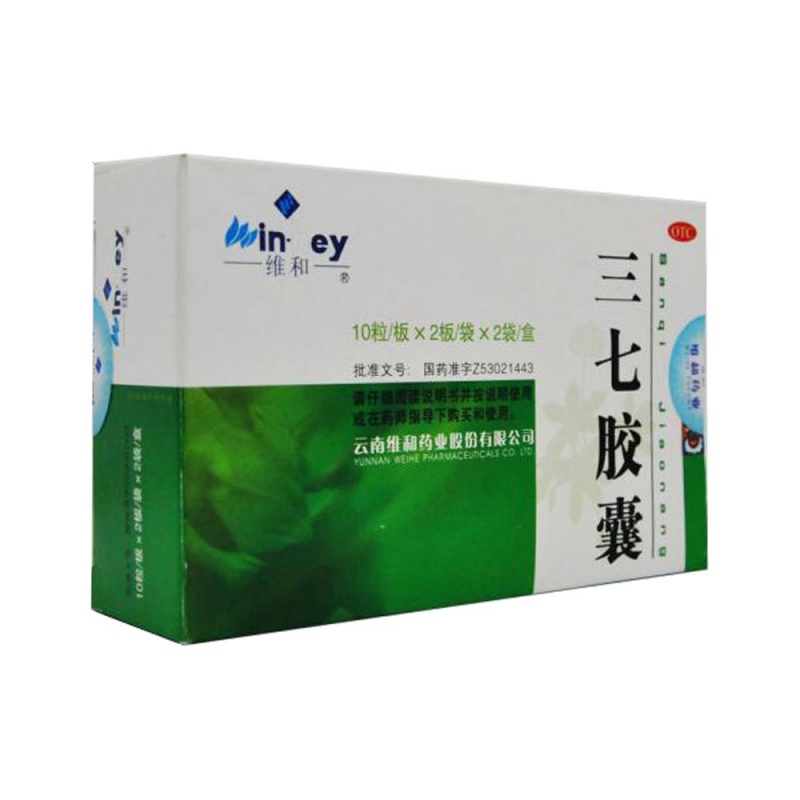 Win ey
维和
®
OTC
三七胶囊
Sanqi Jiaonang
10粒/板×2板/袋×2袋/盒
批准文号: 国药准字Z53021443
请仔细阅读说明书并按说明使用
或在药师指导下购买和使用。
云南维和药业股份有限公司
YUNNAN WEIHE PHARMACEUTICALS CO. LTD.
10粒/板×2板/袋×2袋/盒